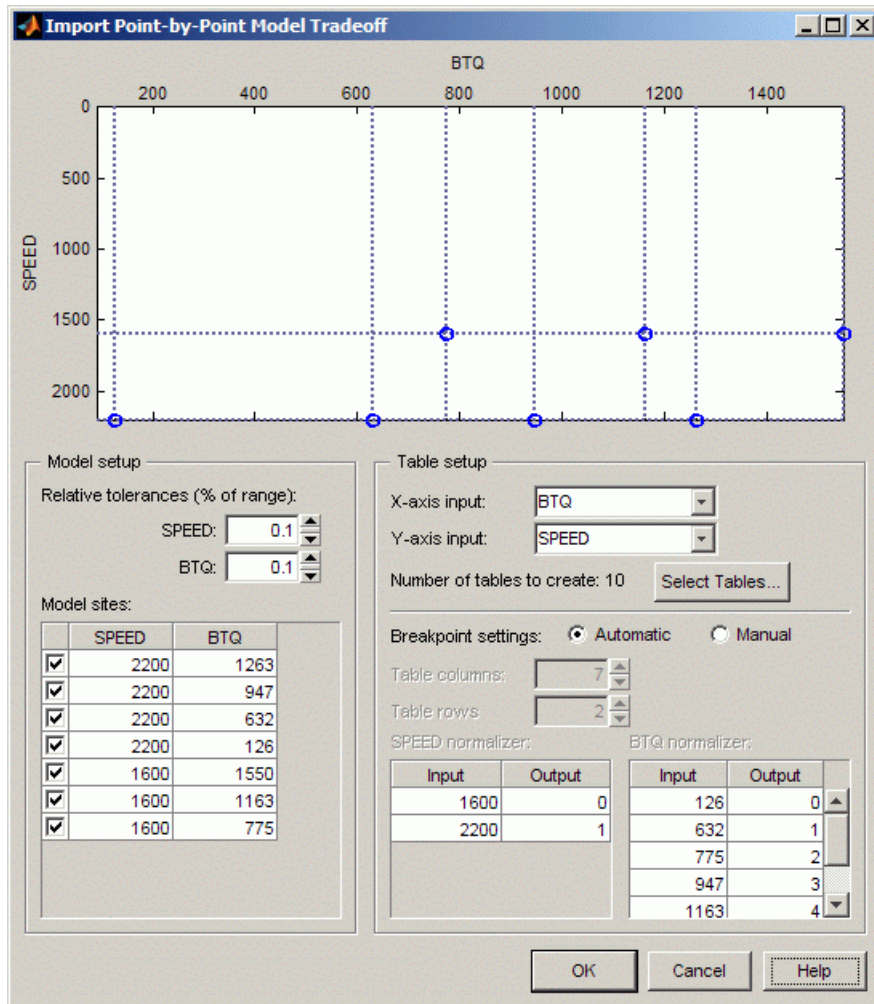 Import Point-by-Point Model Tradeoff
BTQ
200 400 600 800 1000 1200 1400
0
500
1000
1500
2000
SPEED
Model setup
Relative tolerances (% of range):
SPEED: 0.1
BTQ: 0.1
Model sites:
SPEED BTQ
2200 1263
2200 947
2200 632
2200 126
1600 1550
1600 1163
1600 775
Table setup
X-axis input: BTQ
Y-axis input: SPEED
Number of tables to create: 10 Select Tables...
Breakpoint settings: Automatic Manual
Table columns: 7
Table rows 2
SPEED normalizer: BTQ normalizer:
Input Output Input Output
1600 0 126 0
2200 1 632 1
775 2
947 3
1163 4
OK Cancel Help